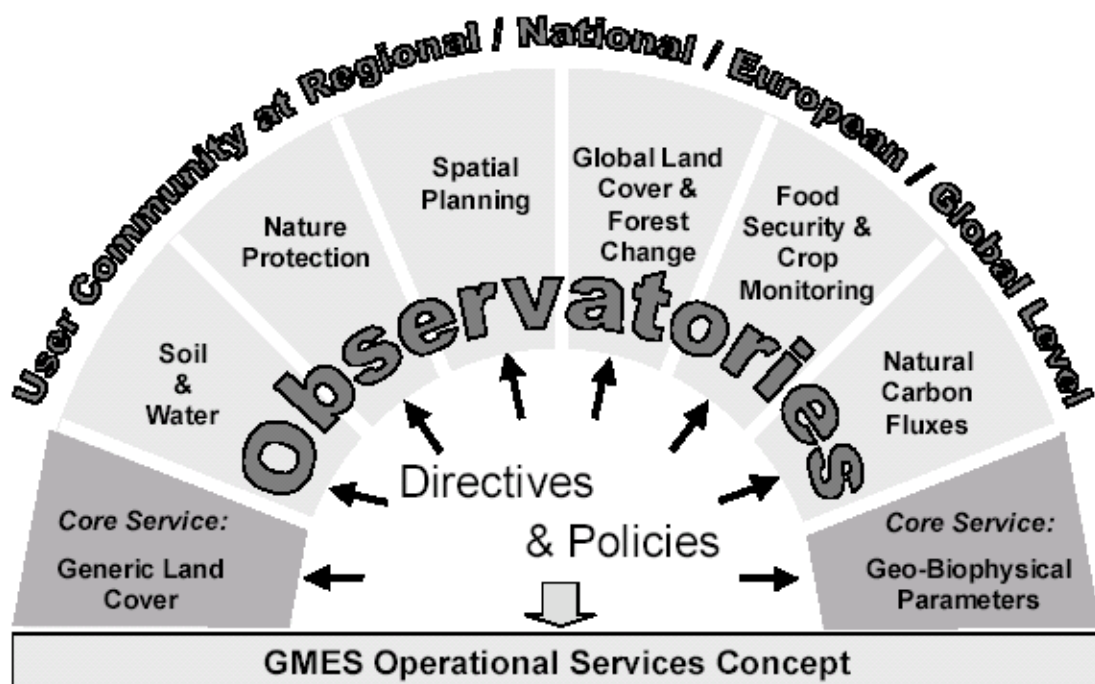 User Community at Regional / National / European / Global Level
Spatial
Planning
Global Land
Cover &
Forest
Change
Nature
Protection
Food
Security &
Crop
Monitoring
Soil
&
Water
Natural
Carbon
Fluxes
Observatories
Directives
& Policies
Core Service:
Generic Land
Cover
Core Service:
Geo-Biophysical
Parameters
GMES Operational Services Concept